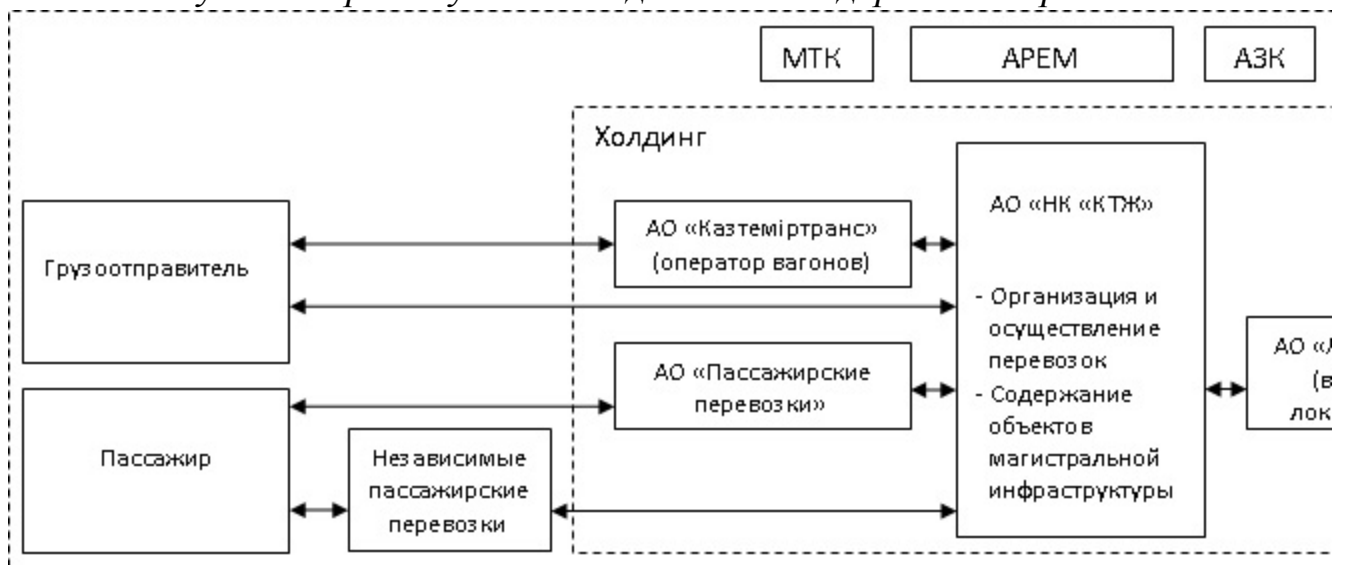 МТК
АРЕМ
АЗК
Холдинг
Грузоотправитель
АО «Казтеміртранс»
(оператор вагонов)
АО «НК «КТЖ»
- Организация и
осуществление
перевозок
- Содержание
объектов
магистральной
инфраструктуры
АО «Пассажирские
перевозки»
АО
Пассажир
Независимые
пассажирские
перевозки